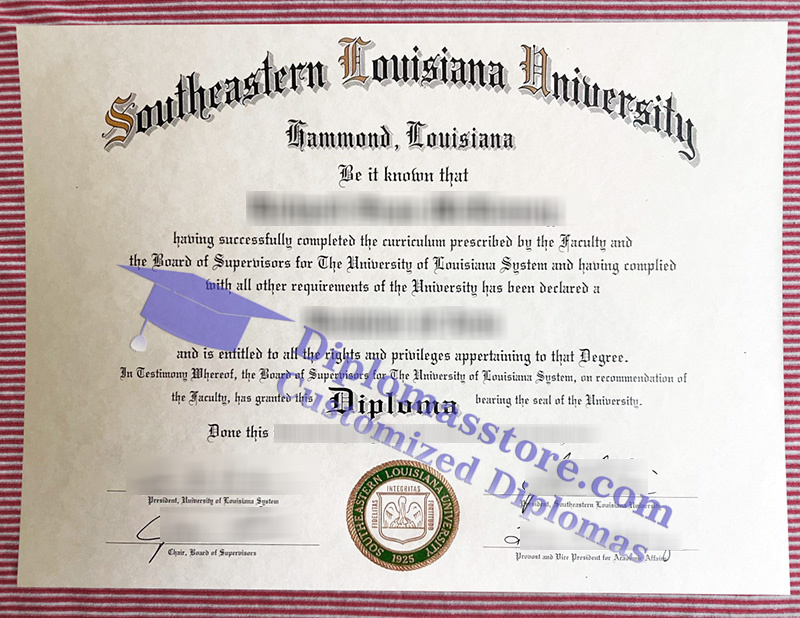 Southeastern Louisiana University
Hammond, Louisiana
Be it known that
having successfully completed the curriculum prescribed by the Faculty and
the Board of Supervisors for The University of Louisiana System and having complied
with all other requirements of the University has been declared a
and is entitled to all the rights and privileges appertaining to that Degree.
In Testimony Whereof, the Board of Supervisors for The University of Louisiana System, on recommendation of
the Faculty, has granted this Diploma bearing the seal of the University.
Done this
President, University of Louisiana System
President, Southeastern Louisiana University
Chair, Board of Supervisors
Provost and Vice President for Academic Affairs
SOUTHEASTERN LOUISIANA UNIVERSITY
INTEGRITAS
FIDELITAS
FORTITUDO
1925
Diplomasstore.com
Customized Diplomas